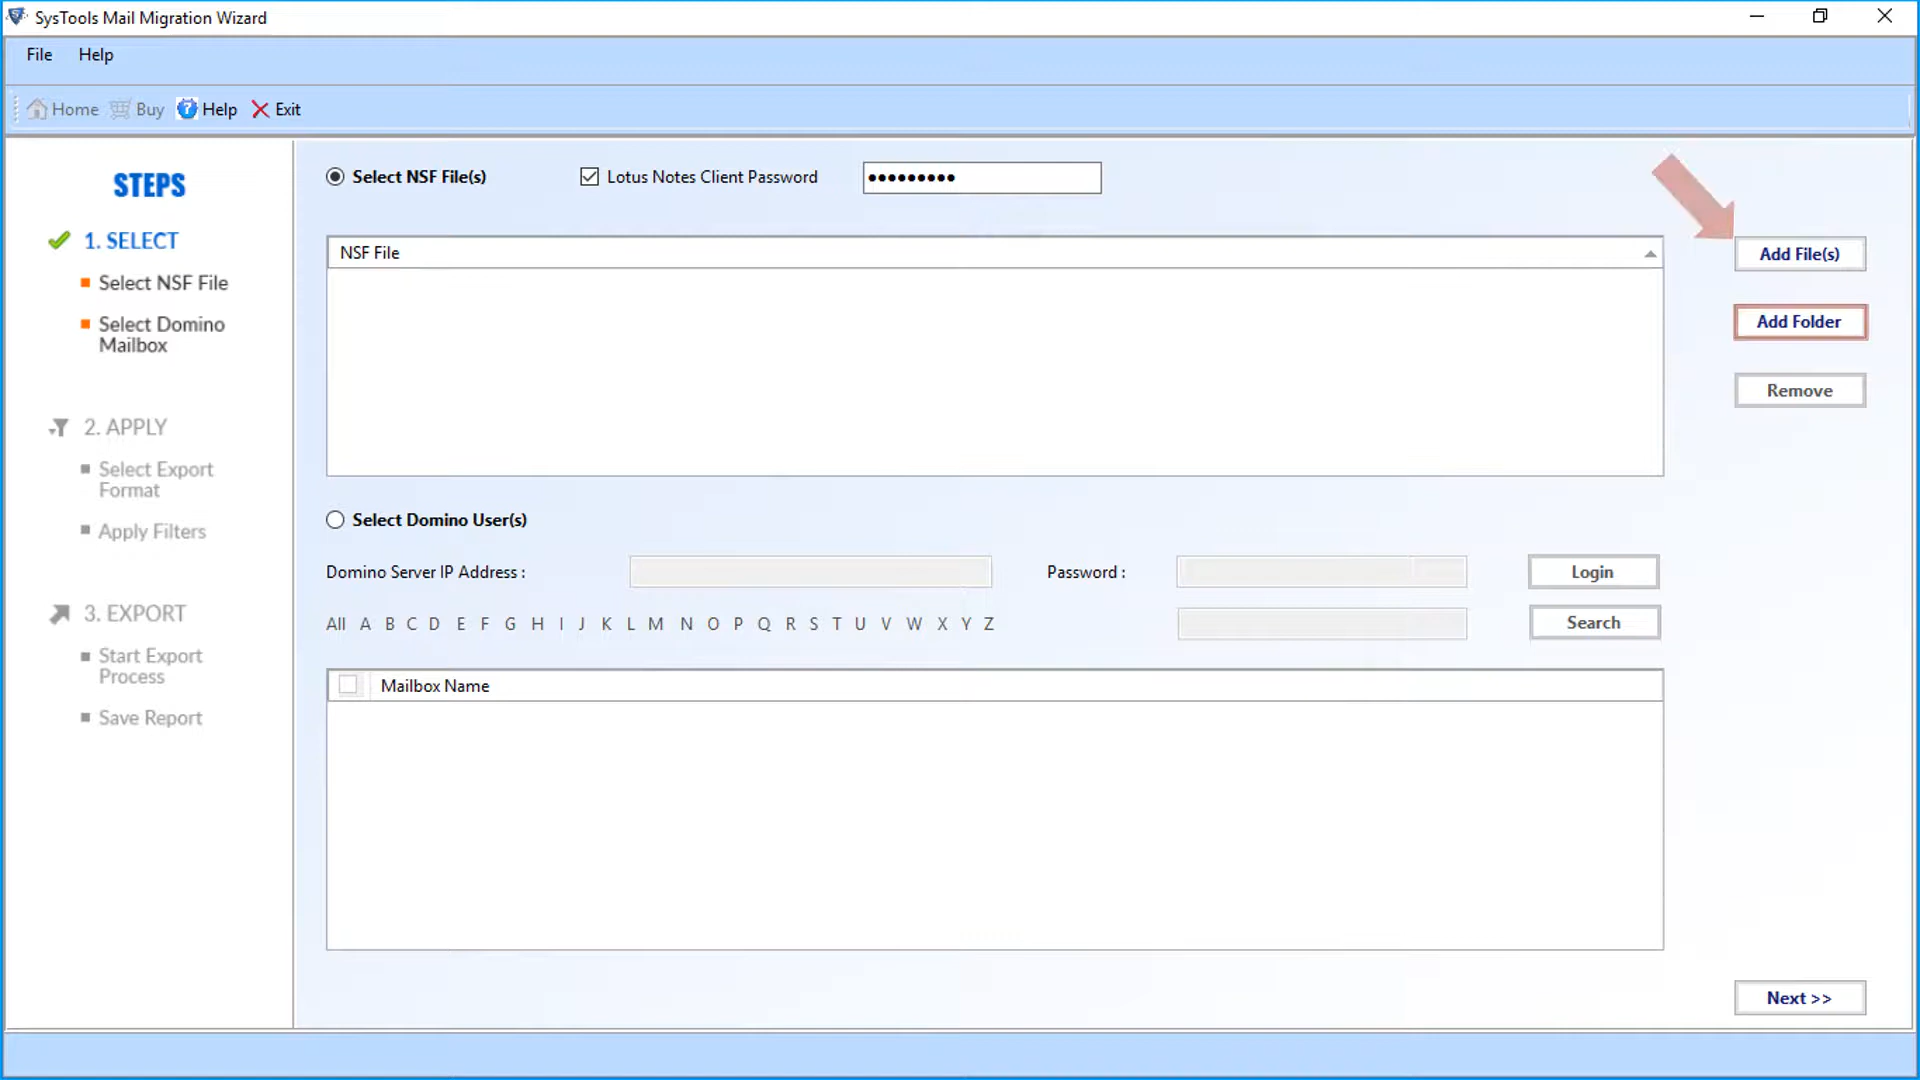 SysTools Mail Migration Wizard
File Help
Home Buy Help Exit
STEPS
1. SELECT
Select NSF File
Select Domino
Mailbox
2. APPLY
Select Export
Format
Apply Filters
3. EXPORT
Start Export
Process
Save Report
Select NSF File(s) Lotus Notes Client Password •••••••••
NSF File
Add File(s)
Add Folder
Remove
Select Domino User(s)
Domino Server IP Address : Password : Login
All A B C D E F G H I J K L M N O P Q R S T U V W X Y Z Search
Mailbox Name
Next >>